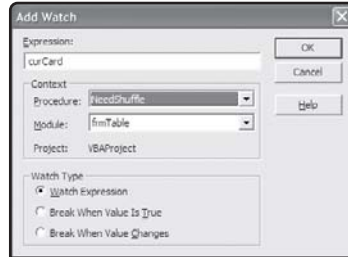 Add Watch
Expression:
curCard
OK
Cancel
Help
Context
Procedure: NeedShuffle
Module: frmTable
Project: VBAProject
Watch Type
Watch Expression
Break When Value Is True
Break When Value Changes